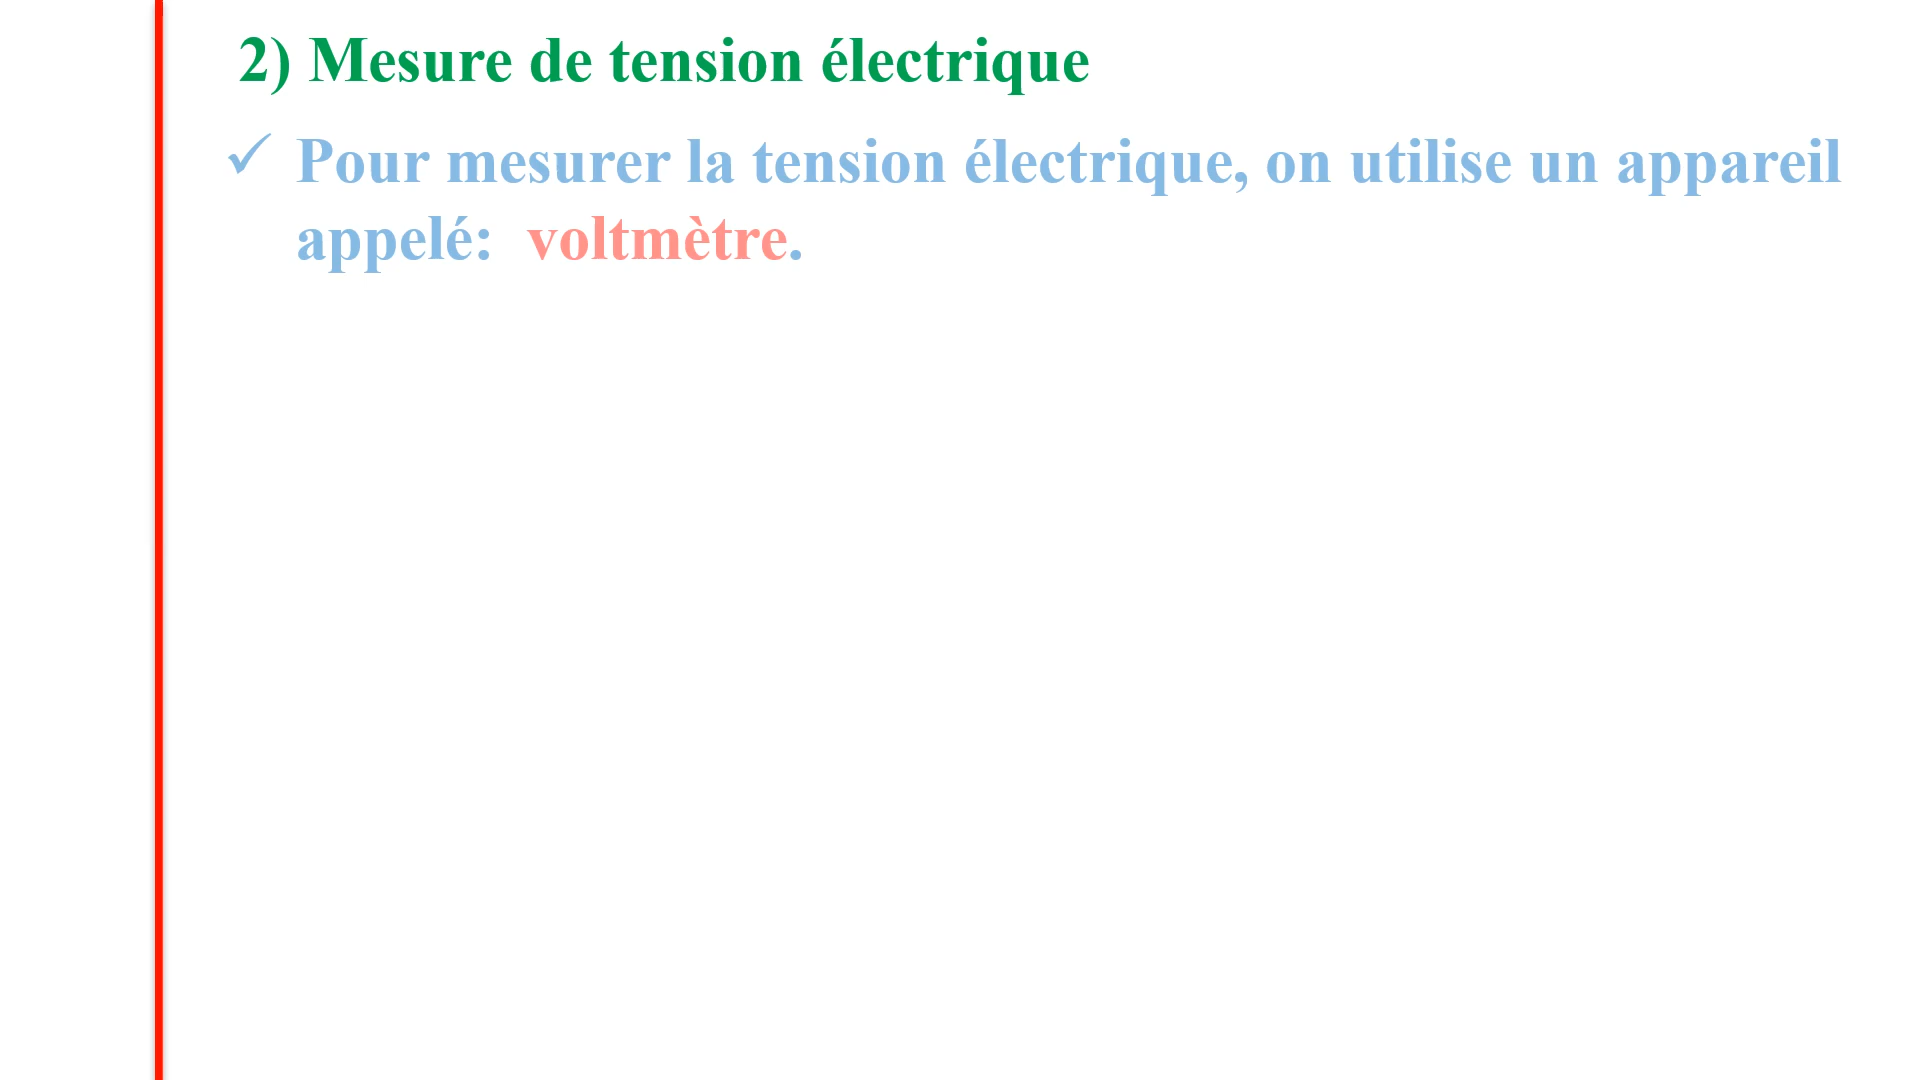 2) Mesure de tension électrique
✓ Pour mesurer la tension électrique, on utilise un appareil
appelé: voltmètre.